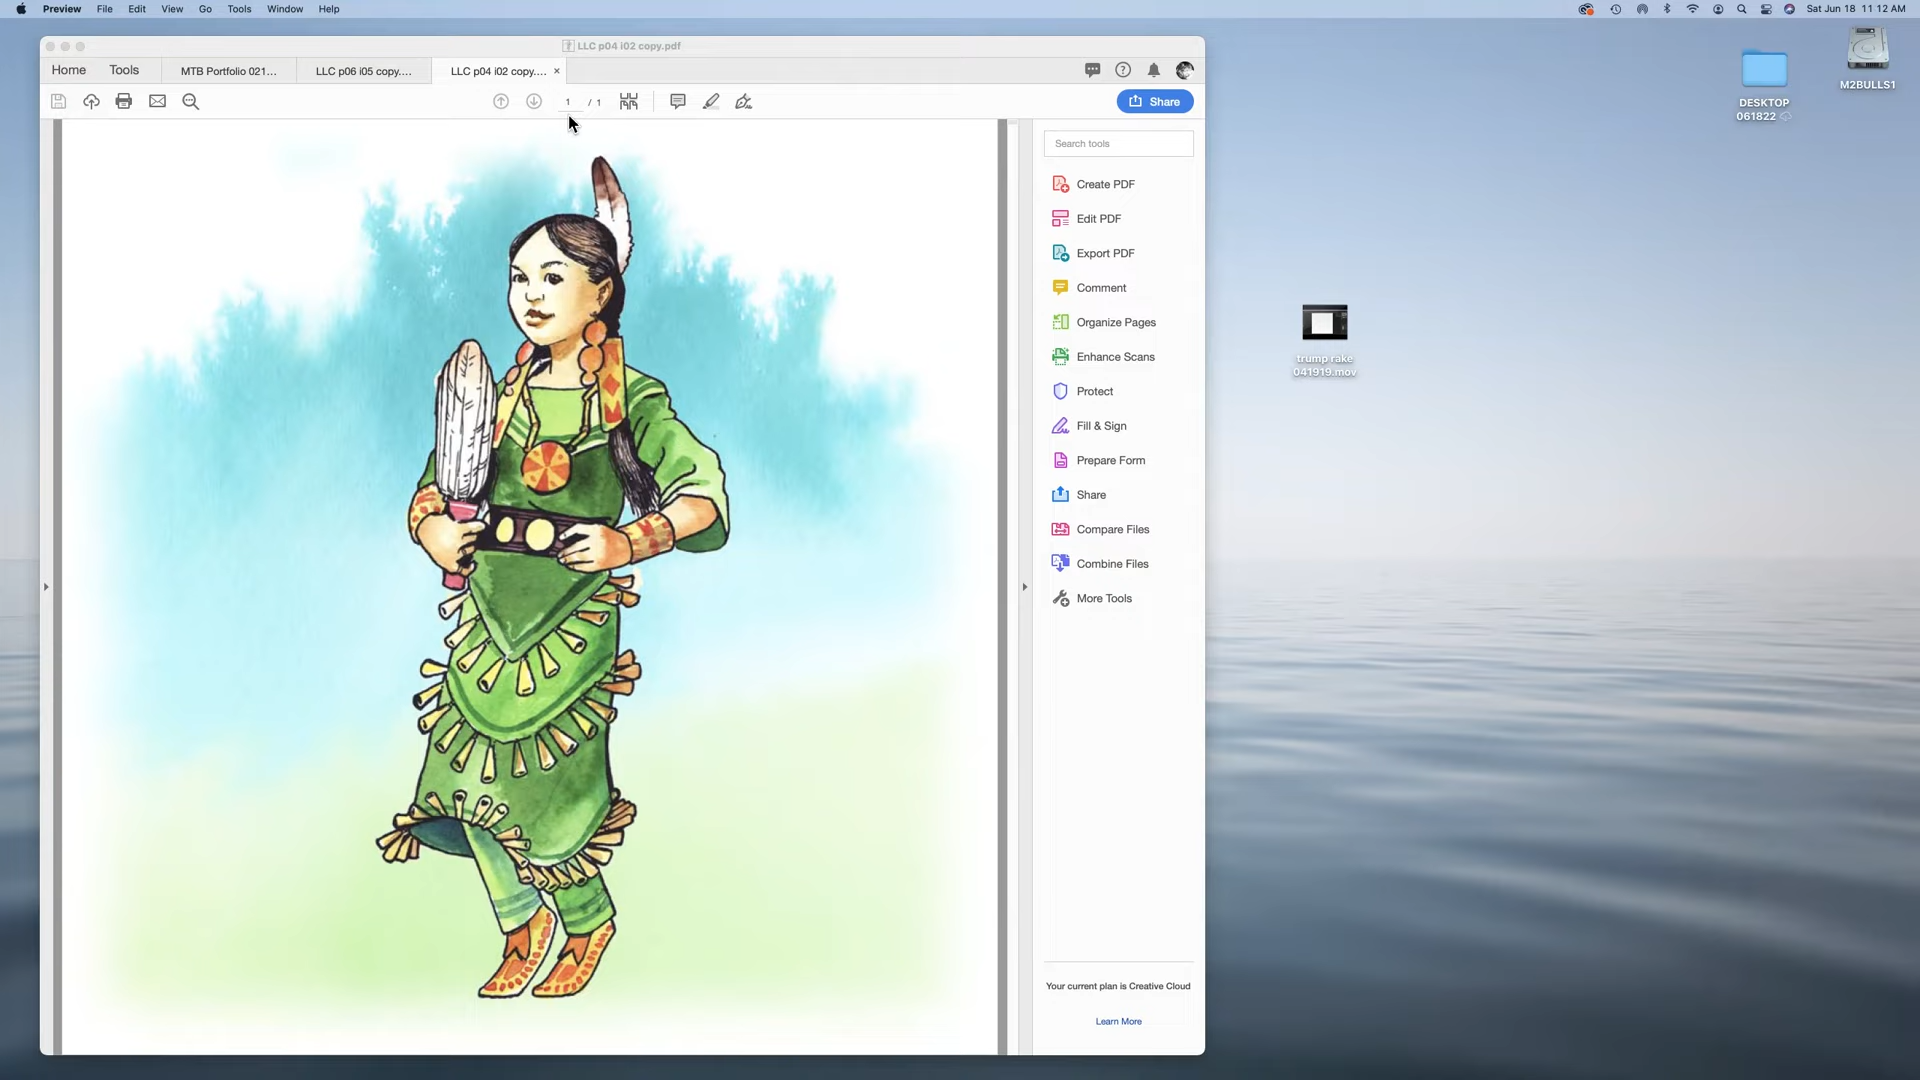 Preview File Edit View Go Tools Window Help
Sat Jun 18 11 12 AM
LLC p04 i02 copy.pdf
Home Tools MTB Portfolio 021... LLC p06 i05 copy.... LLC p04 i02 copy.... ×
1 / 1
Share
Search tools
Create PDF
Edit PDF
Export PDF
Comment
Organize Pages
Enhance Scans
Protect
Fill & Sign
Prepare Form
Share
Compare Files
Combine Files
More Tools
Your current plan is Creative Cloud
Learn More
trump rake
041919.mov
DESKTOP
061822
M2BULLS1